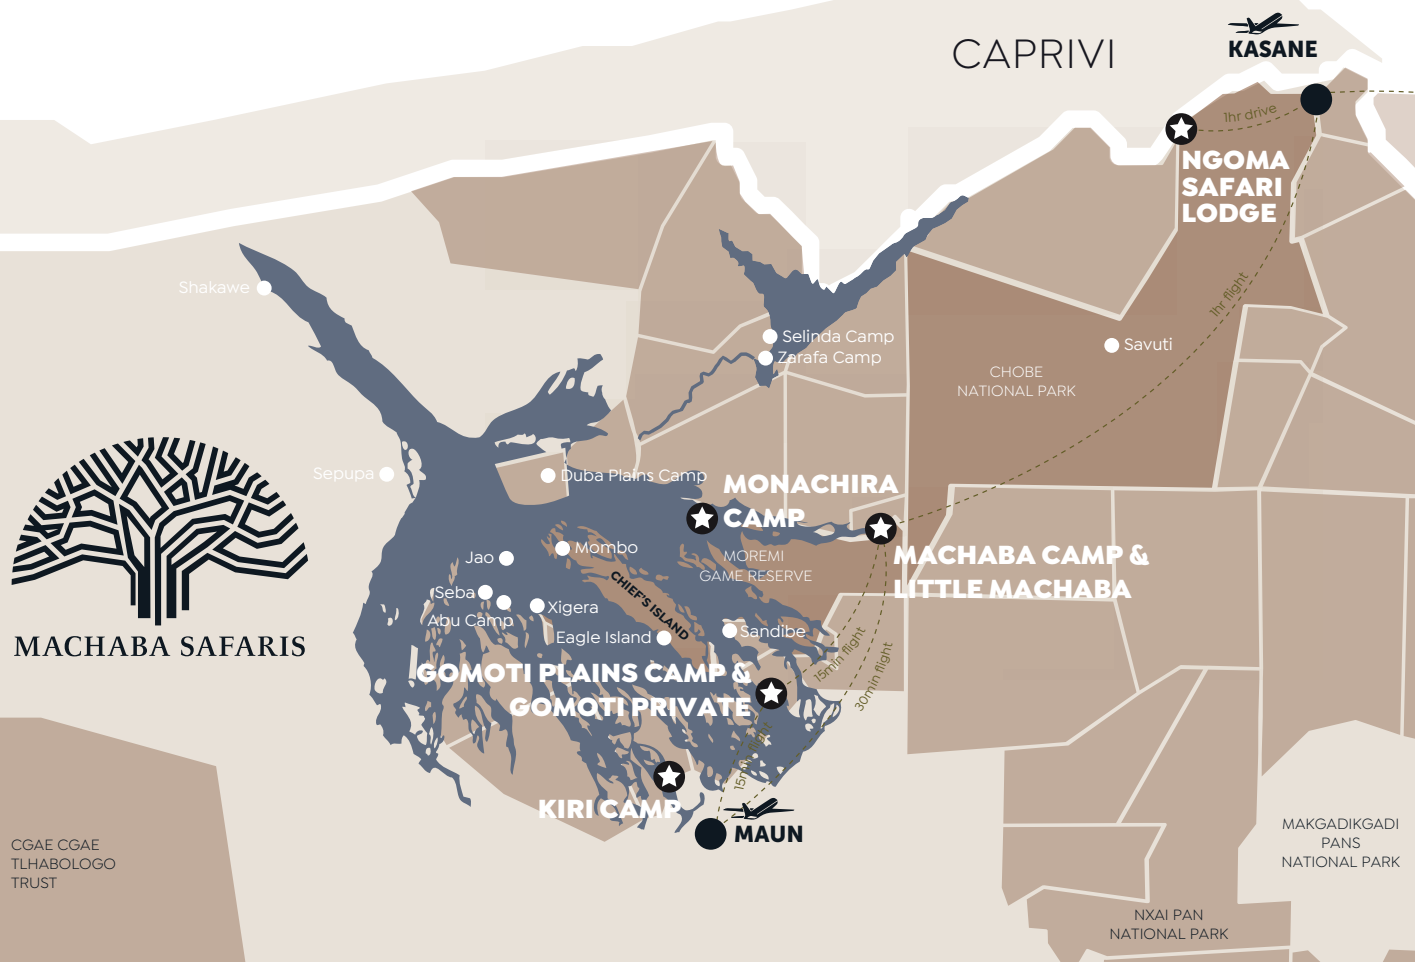 CAPRIVI
KASANE
1hr drive
NGOMA
SAFARI
LODGE
Shakawe
1hr flight
Selinda Camp
Zarafa Camp
Savuti
CHOBE
NATIONAL PARK
Sepupa
Duba Plains Camp
MONACHIRA
CAMP
Jao
Mombo
MOREMI
GAME RESERVE
MACHABA CAMP &
LITTLE MACHABA
CHIEF'S ISLAND
Seba
Abu Camp
Xigera
Eagle Island
Sandibe
MACHABA SAFARIS
15min flight
30min flight
GOMOTI PLAINS CAMP &
GOMOTI PRIVATE
15min flight
KIRI CAMP
MAUN
CGAE CGAE
TLHABOLOGO
TRUST
MAKGADIKGADI
PANS
NATIONAL PARK
NXAI PAN
NATIONAL PARK